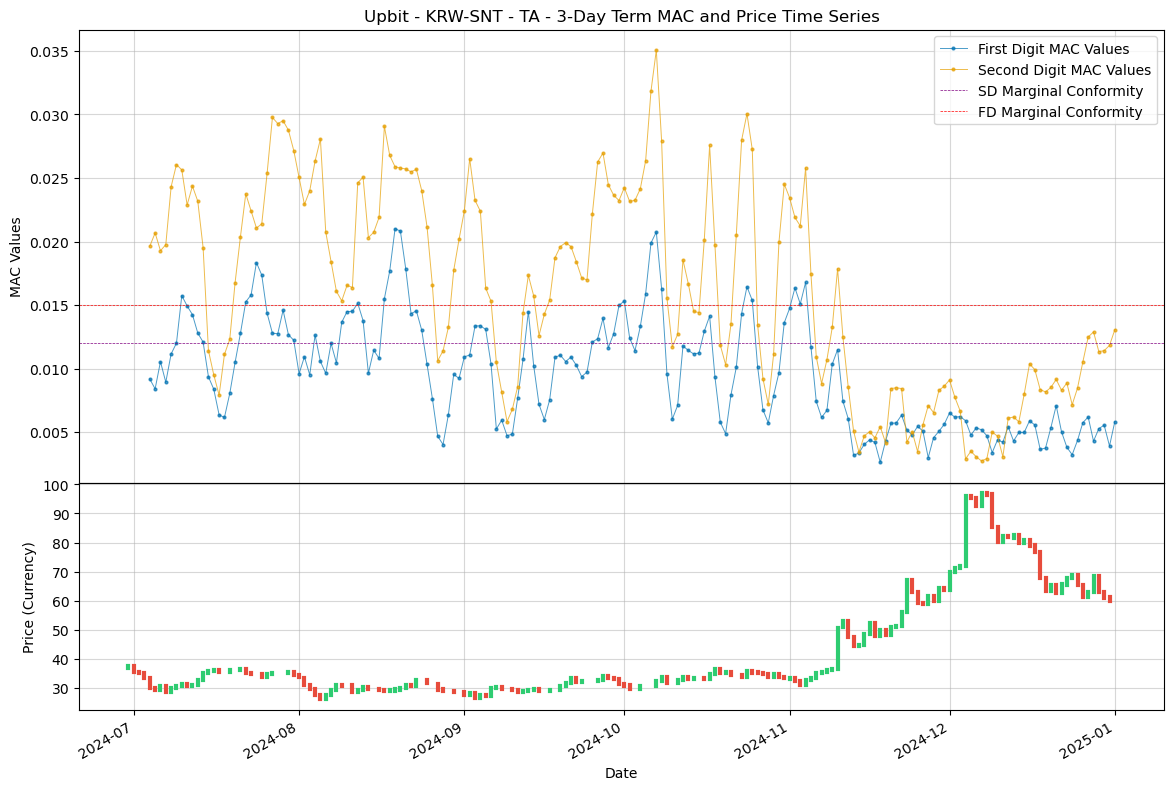 Upbit - KRW-SNT - TA - 3-Day Term MAC and Price Time Series
First Digit MAC Values
Second Digit MAC Values
SD Marginal Conformity
FD Marginal Conformity
MAC Values
0.035
0.030
0.025
0.020
0.015
0.010
0.005
Price (Currency)
100
90
80
70
60
50
40
30
2024-07
2024-08
2024-09
2024-10
2024-11
2024-12
2025-01
Date